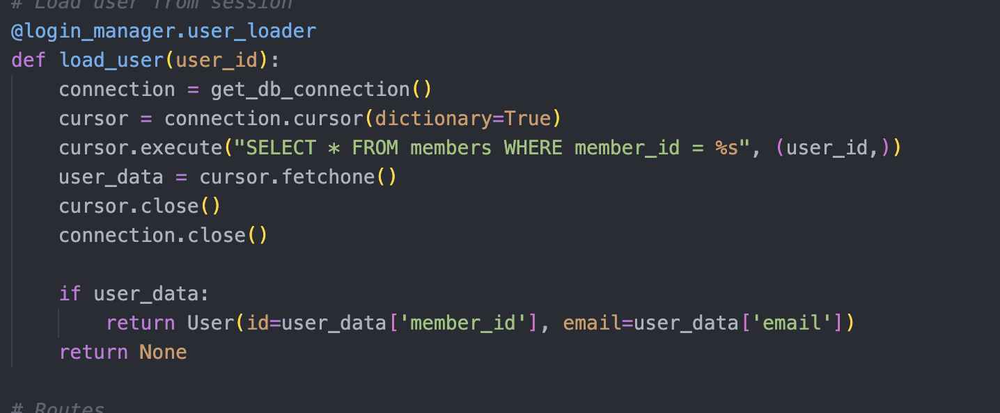 # Load user from session
@login_manager.user_loader
def load_user(user_id):
    connection = get_db_connection()
    cursor = connection.cursor(dictionary=True)
    cursor.execute("SELECT * FROM members WHERE member_id = %s", (user_id,))
    user_data = cursor.fetchone()
    cursor.close()
    connection.close()

    if user_data:
        return User(id=user_data['member_id'], email=user_data['email'])
    return None

# Routes